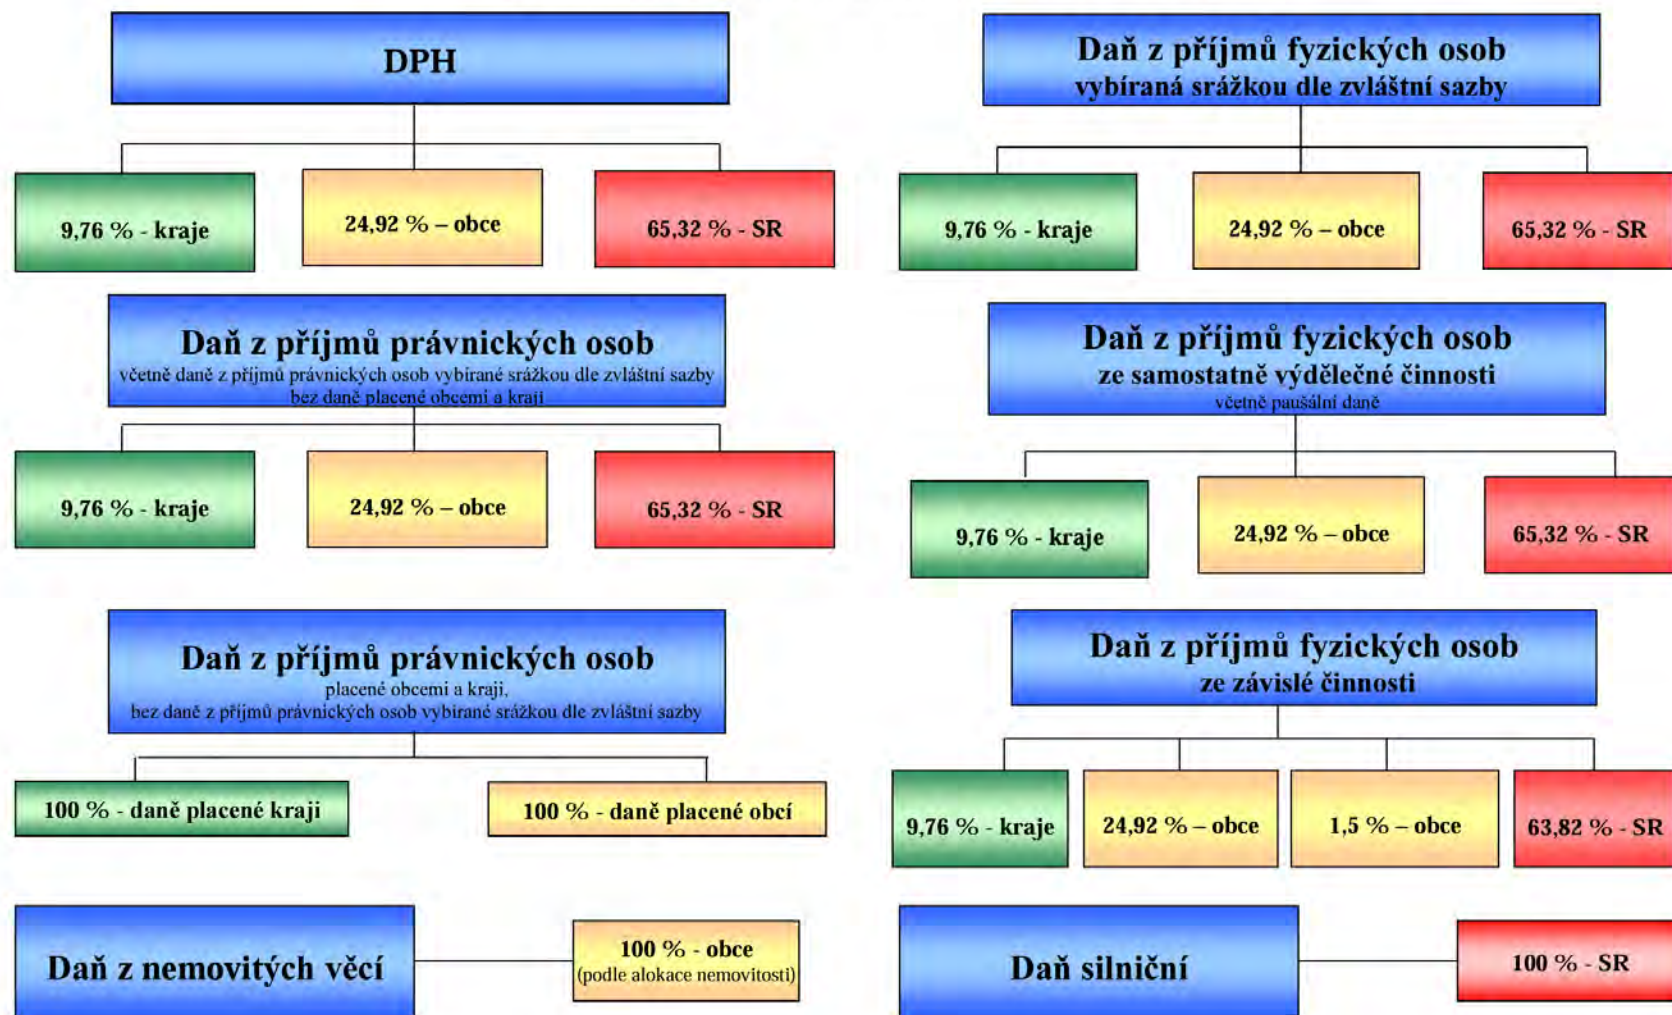 DPH
9,76 % - kraje
24,92 % – obce
65,32 % - SR
Daň z příjmů fyzických osob
vybíraná srážkou dle zvláštní sazby
9,76 % - kraje
24,92 % – obce
65,32 % - SR
Daň z příjmů právnických osob
včetně daně z příjmů právnických osob vybírané srážkou dle zvláštní sazby
bez daně placené obcemi a kraji
9,76 % - kraje
24,92 % – obce
65,32 % - SR
Daň z příjmů fyzických osob
ze samostatně výdělečné činnosti
včetně paušální daně
9,76 % - kraje
24,92 % – obce
65,32 % - SR
Daň z příjmů právnických osob
placené obcemi a kraji,
bez daně z příjmů právnických osob vybírané srážkou dle zvláštní sazby
100 % - daně placené kraji
100 % - daně placené obcí
Daň z příjmů fyzických osob
ze závislé činnosti
9,76 % - kraje
24,92 % – obce
1,5 % – obce
63,82 % - SR
Daň z nemovitých věcí
100 % - obce
(podle alokace nemovitosti)
Daň silniční
100 % - SR